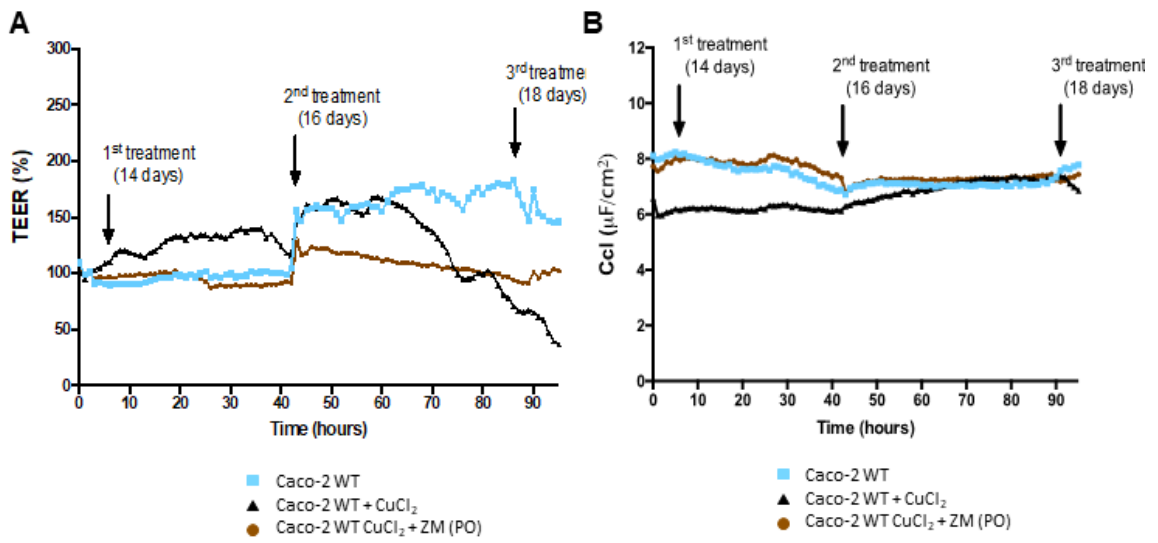 A
300
250
200
150
100
50
0
TEER (%)
1st treatment
(14 days)
2nd treatment
(16 days)
3rd treatme
(18 days)
0 10 20 30 40 50 60 70 80 90
Time (hours)
Caco-2 WT
Caco-2 WT + CuCl₂
Caco-2 WT CuCl₂ + ZM (PO)
B
12
10
8
6
4
2
0
Ccl (μF/cm²)
1st treatment
(14 days)
2nd treatment
(16 days)
3rd treatment
(18 days)
0 10 20 30 40 50 60 70 80 90
Time (hours)
Caco-2 WT
Caco-2 WT + CuCl₂
Caco-2 WT CuCl₂ + ZM (PO)